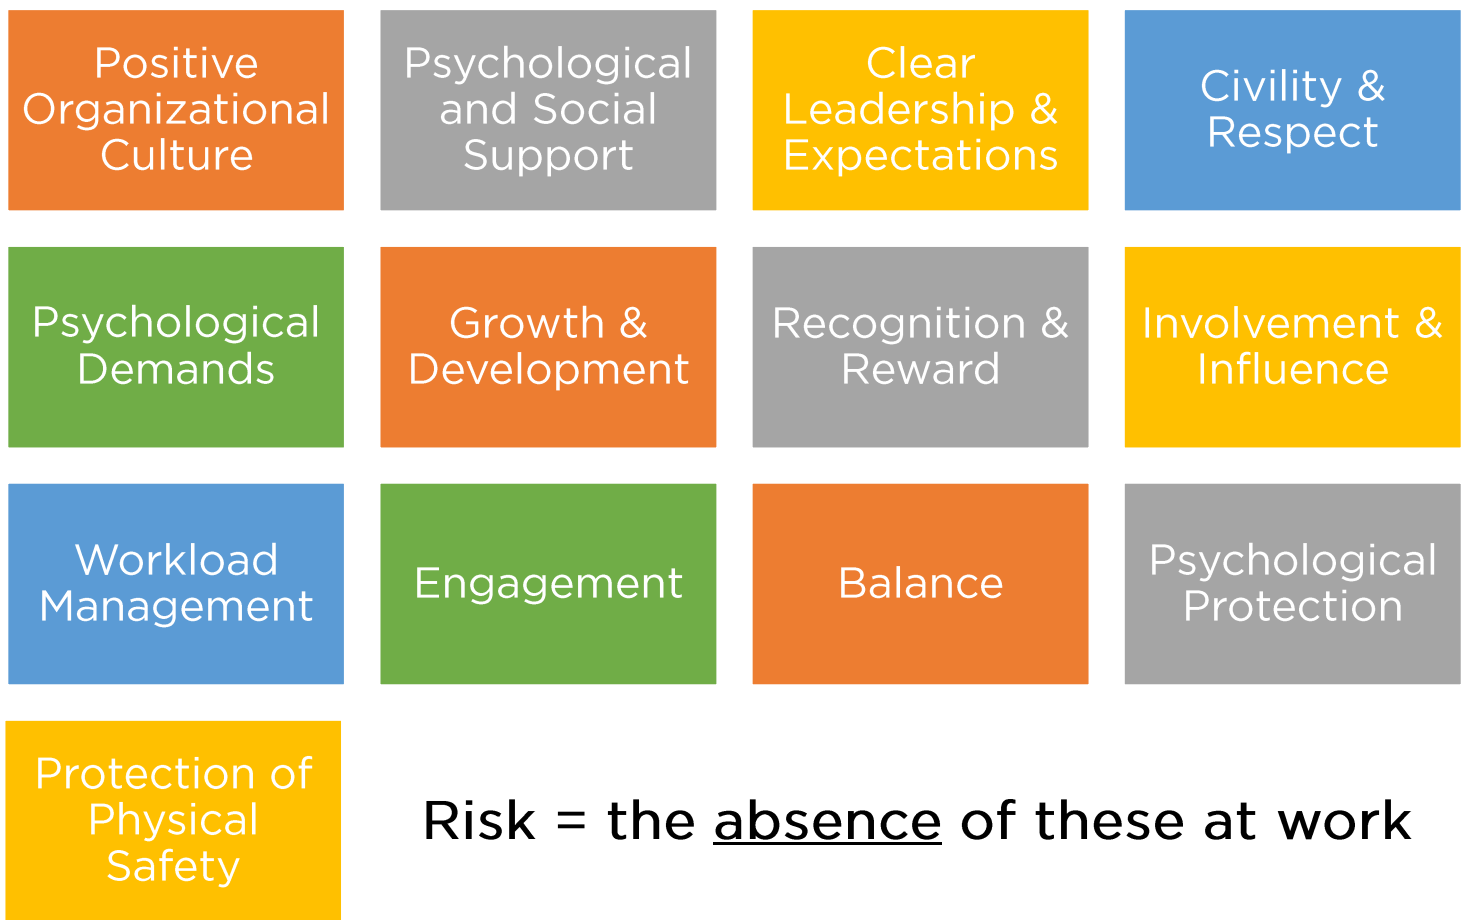 Positive
Organizational
Culture
Psychological
and Social
Support
Clear
Leadership &
Expectations
Civility &
Respect
Psychological
Demands
Growth &
Development
Recognition &
Reward
Involvement &
Influence
Workload
Management
Engagement
Balance
Psychological
Protection
Protection of
Physical
Safety
Risk = the absence of these at work